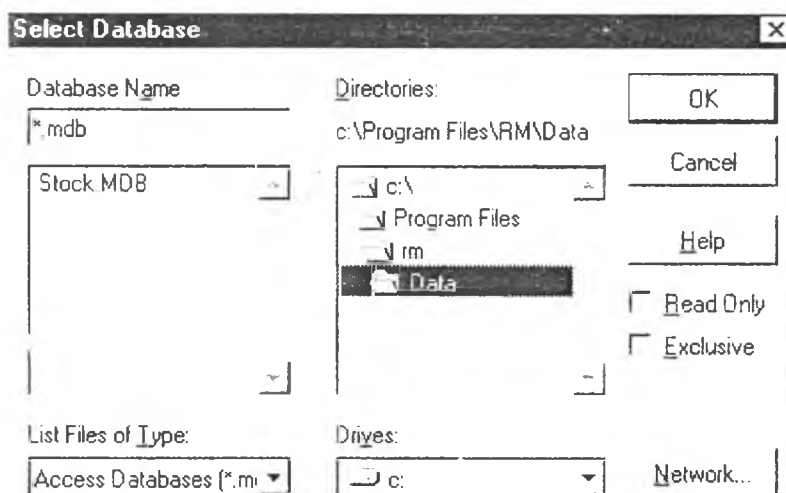 Select Database
Database Name
*.mdb
Stock.MDB
Directories:
c:\Program Files\RM\Data
c:\
Program Files
rm
Data
OK
Cancel
Help
Read Only
Exclusive
List Files of Type:
Access Databases (*.m
Drives:
c:
Network...